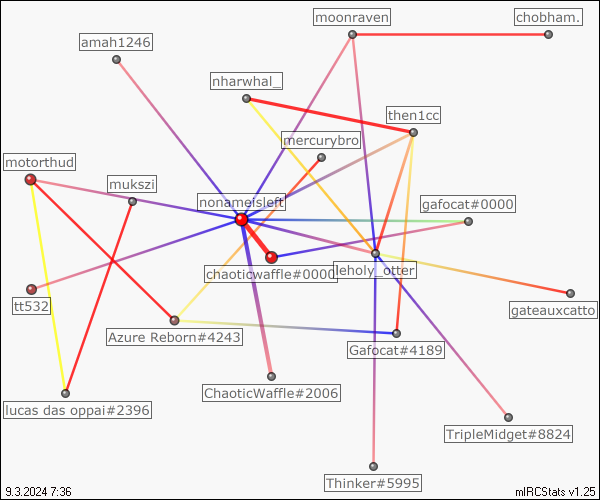 moonraven
chobham.
amah1246
nharwhal_
then1cc
mercurybro
motorthud
mukszi
nonameisleft
gafocat#0000
chaoticwaffle#0000
leholy_otter
tt532
gateauxcatto
Azure Reborn#4243
Gafocat#4189
ChaoticWaffle#2006
lucas das oppai#2396
TripleMidget#8824
Thinker#5995
9.3.2024 7:36
mIRCStats v1.25